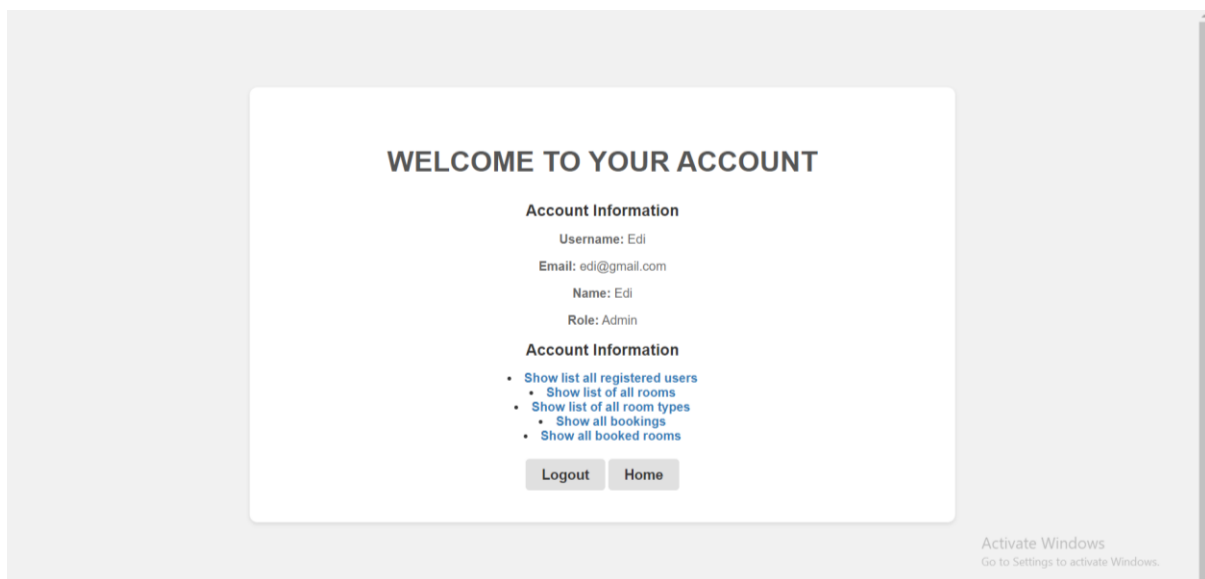 WELCOME TO YOUR ACCOUNT
Account Information
Username: Edi
Email: edi@gmail.com
Name: Edi
Role: Admin
Account Information
• Show list all registered users
• Show list of all rooms
• Show list of all room types
• Show all bookings
• Show all booked rooms
Logout Home
Activate Windows
Go to Settings to activate Windows.